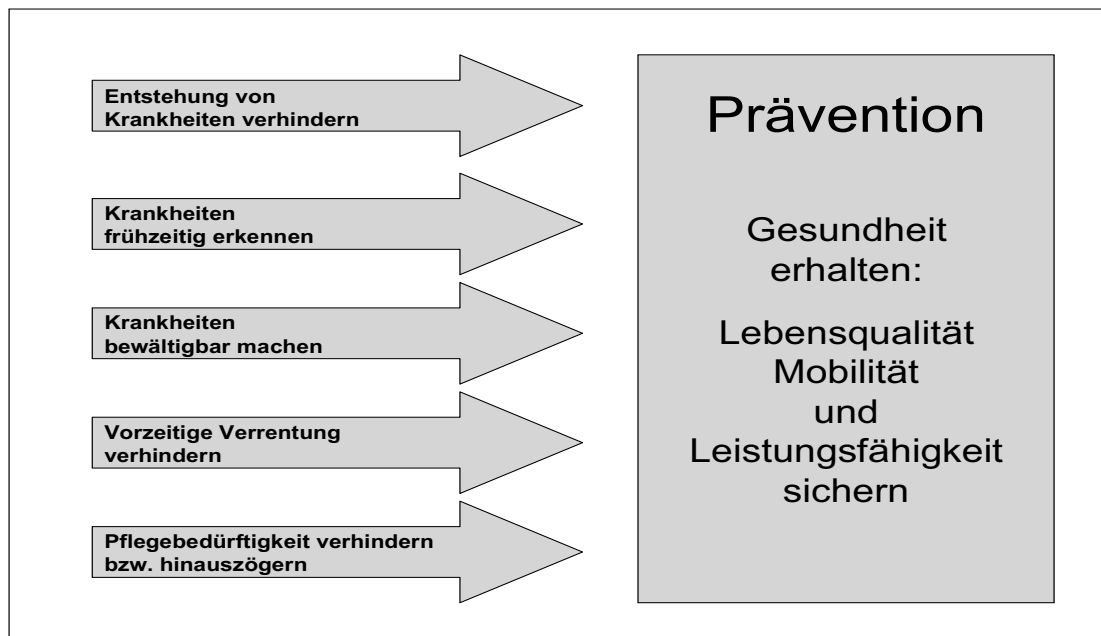 Entstehung von
Krankheiten verhindern
Krankheiten
frühzeitig erkennen
Krankheiten
bewältigbar machen
Vorzeitige Verrentung
verhindern
Pflegebedürftigkeit verhindern
bzw. hinauszögern
Prävention
Gesundheit
erhalten:
Lebensqualität
Mobilität
und
Leistungsfähigkeit
sichern